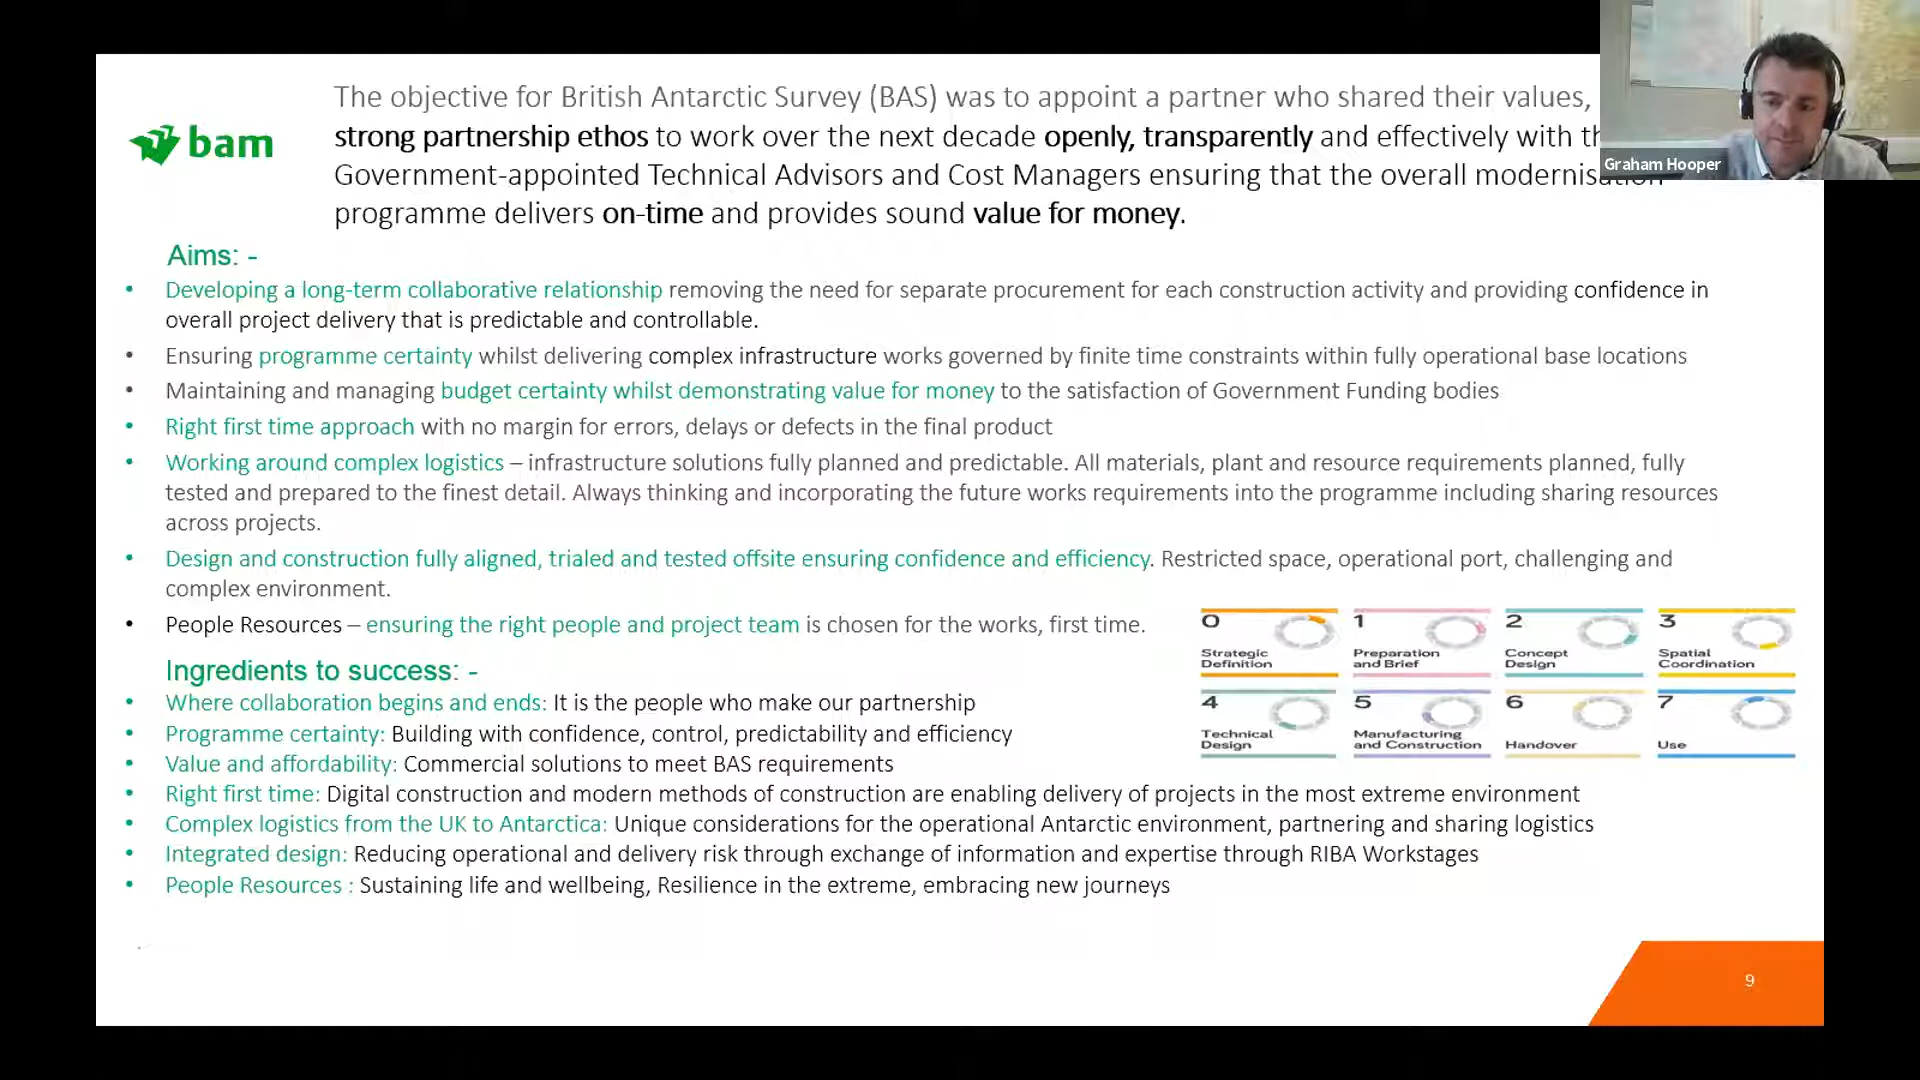 bam
The objective for British Antarctic Survey (BAS) was to appoint a partner who shared their values,
strong partnership ethos to work over the next decade openly, transparently and effectively with
Government-appointed Technical Advisors and Cost Managers ensuring that the overall modernisation
programme delivers on-time and provides sound value for money.
Graham Hooper
Aims: -
• Developing a long-term collaborative relationship removing the need for separate procurement for each construction activity and providing confidence in
overall project delivery that is predictable and controllable.
• Ensuring programme certainty whilst delivering complex infrastructure works governed by finite time constraints within fully operational base locations
• Maintaining and managing budget certainty whilst demonstrating value for money to the satisfaction of Government Funding bodies
• Right first time approach with no margin for errors, delays or defects in the final product
• Working around complex logistics – infrastructure solutions fully planned and predictable. All materials, plant and resource requirements planned, fully
tested and prepared to the finest detail. Always thinking and incorporating the future works requirements into the programme including sharing resources
across projects.
• Design and construction fully aligned, trialed and tested offsite ensuring confidence and efficiency. Restricted space, operational port, challenging and
complex environment.
• People Resources – ensuring the right people and project team is chosen for the works, first time.
0
Strategic
Definition
1
Preparation
and Brief
2
Concept
Design
3
Spatial
Coordination
4
Technical
Design
5
Manufacturing
and Construction
6
Handover
7
Use
Ingredients to success: -
• Where collaboration begins and ends: It is the people who make our partnership
• Programme certainty: Building with confidence, control, predictability and efficiency
• Value and affordability: Commercial solutions to meet BAS requirements
• Right first time: Digital construction and modern methods of construction are enabling delivery of projects in the most extreme environment
• Complex logistics from the UK to Antarctica: Unique considerations for the operational Antarctic environment, partnering and sharing logistics
• Integrated design: Reducing operational and delivery risk through exchange of information and expertise through RIBA Workstages
• People Resources : Sustaining life and wellbeing, Resilience in the extreme, embracing new journeys
9